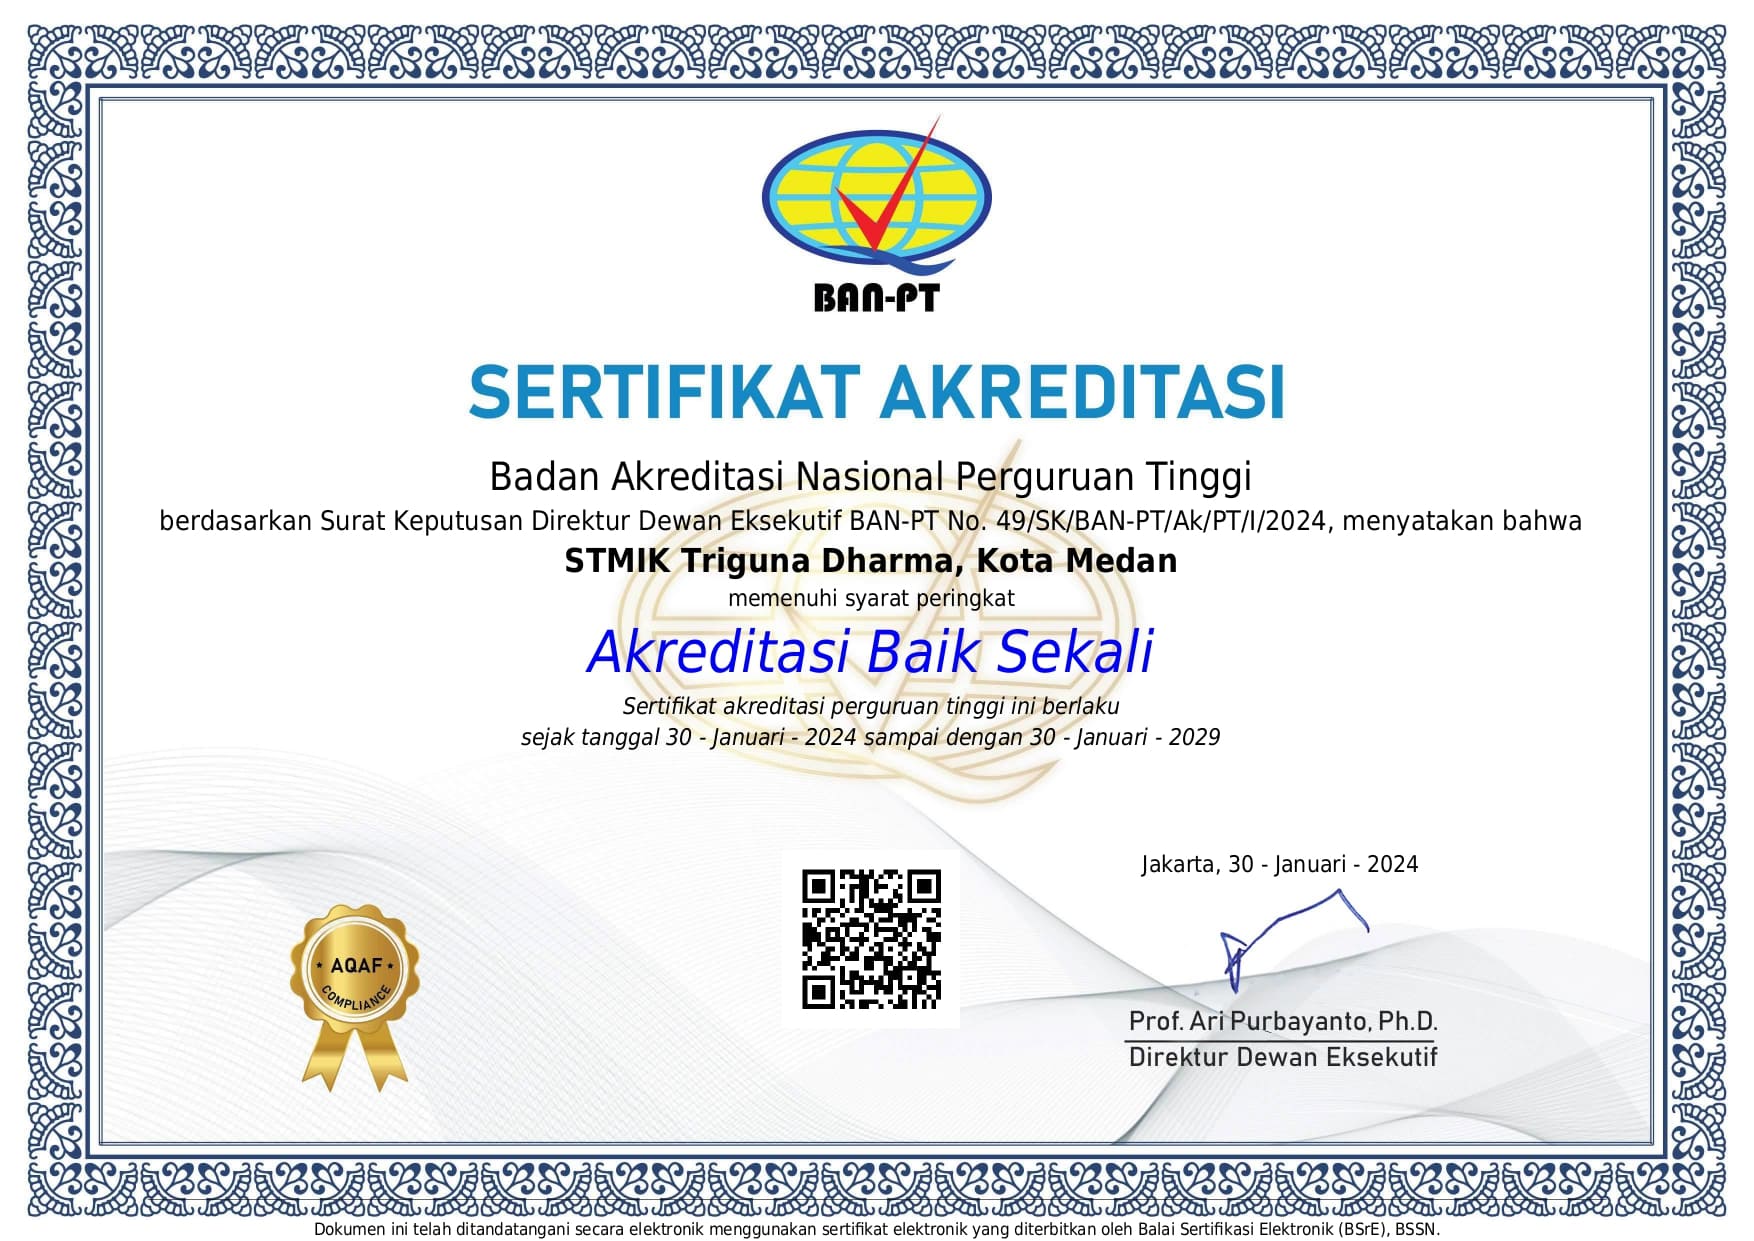 BAN-PT
SERTIFIKAT AKREDITASI
Badan Akreditasi Nasional Perguruan Tinggi
berdasarkan Surat Keputusan Direktur Dewan Eksekutif BAN-PT No. 49/SK/BAN-PT/Ak/PT/I/2024, menyatakan bahwa
STMIK Triguna Dharma, Kota Medan
memenuhi syarat peringkat
Akreditasi Baik Sekali
Sertifikat akreditasi perguruan tinggi ini berlaku
sejak tanggal 30 - Januari - 2024 sampai dengan 30 - Januari - 2029
Jakarta, 30 - Januari - 2024
AQAF
COMPLIANCE
Prof. Ari Purbayanto, Ph.D.
Direktur Dewan Eksekutif
Dokumen ini telah ditandatangani secara elektronik menggunakan sertifikat elektronik yang diterbitkan oleh Balai Sertifikasi Elektronik (BSrE), BSSN.